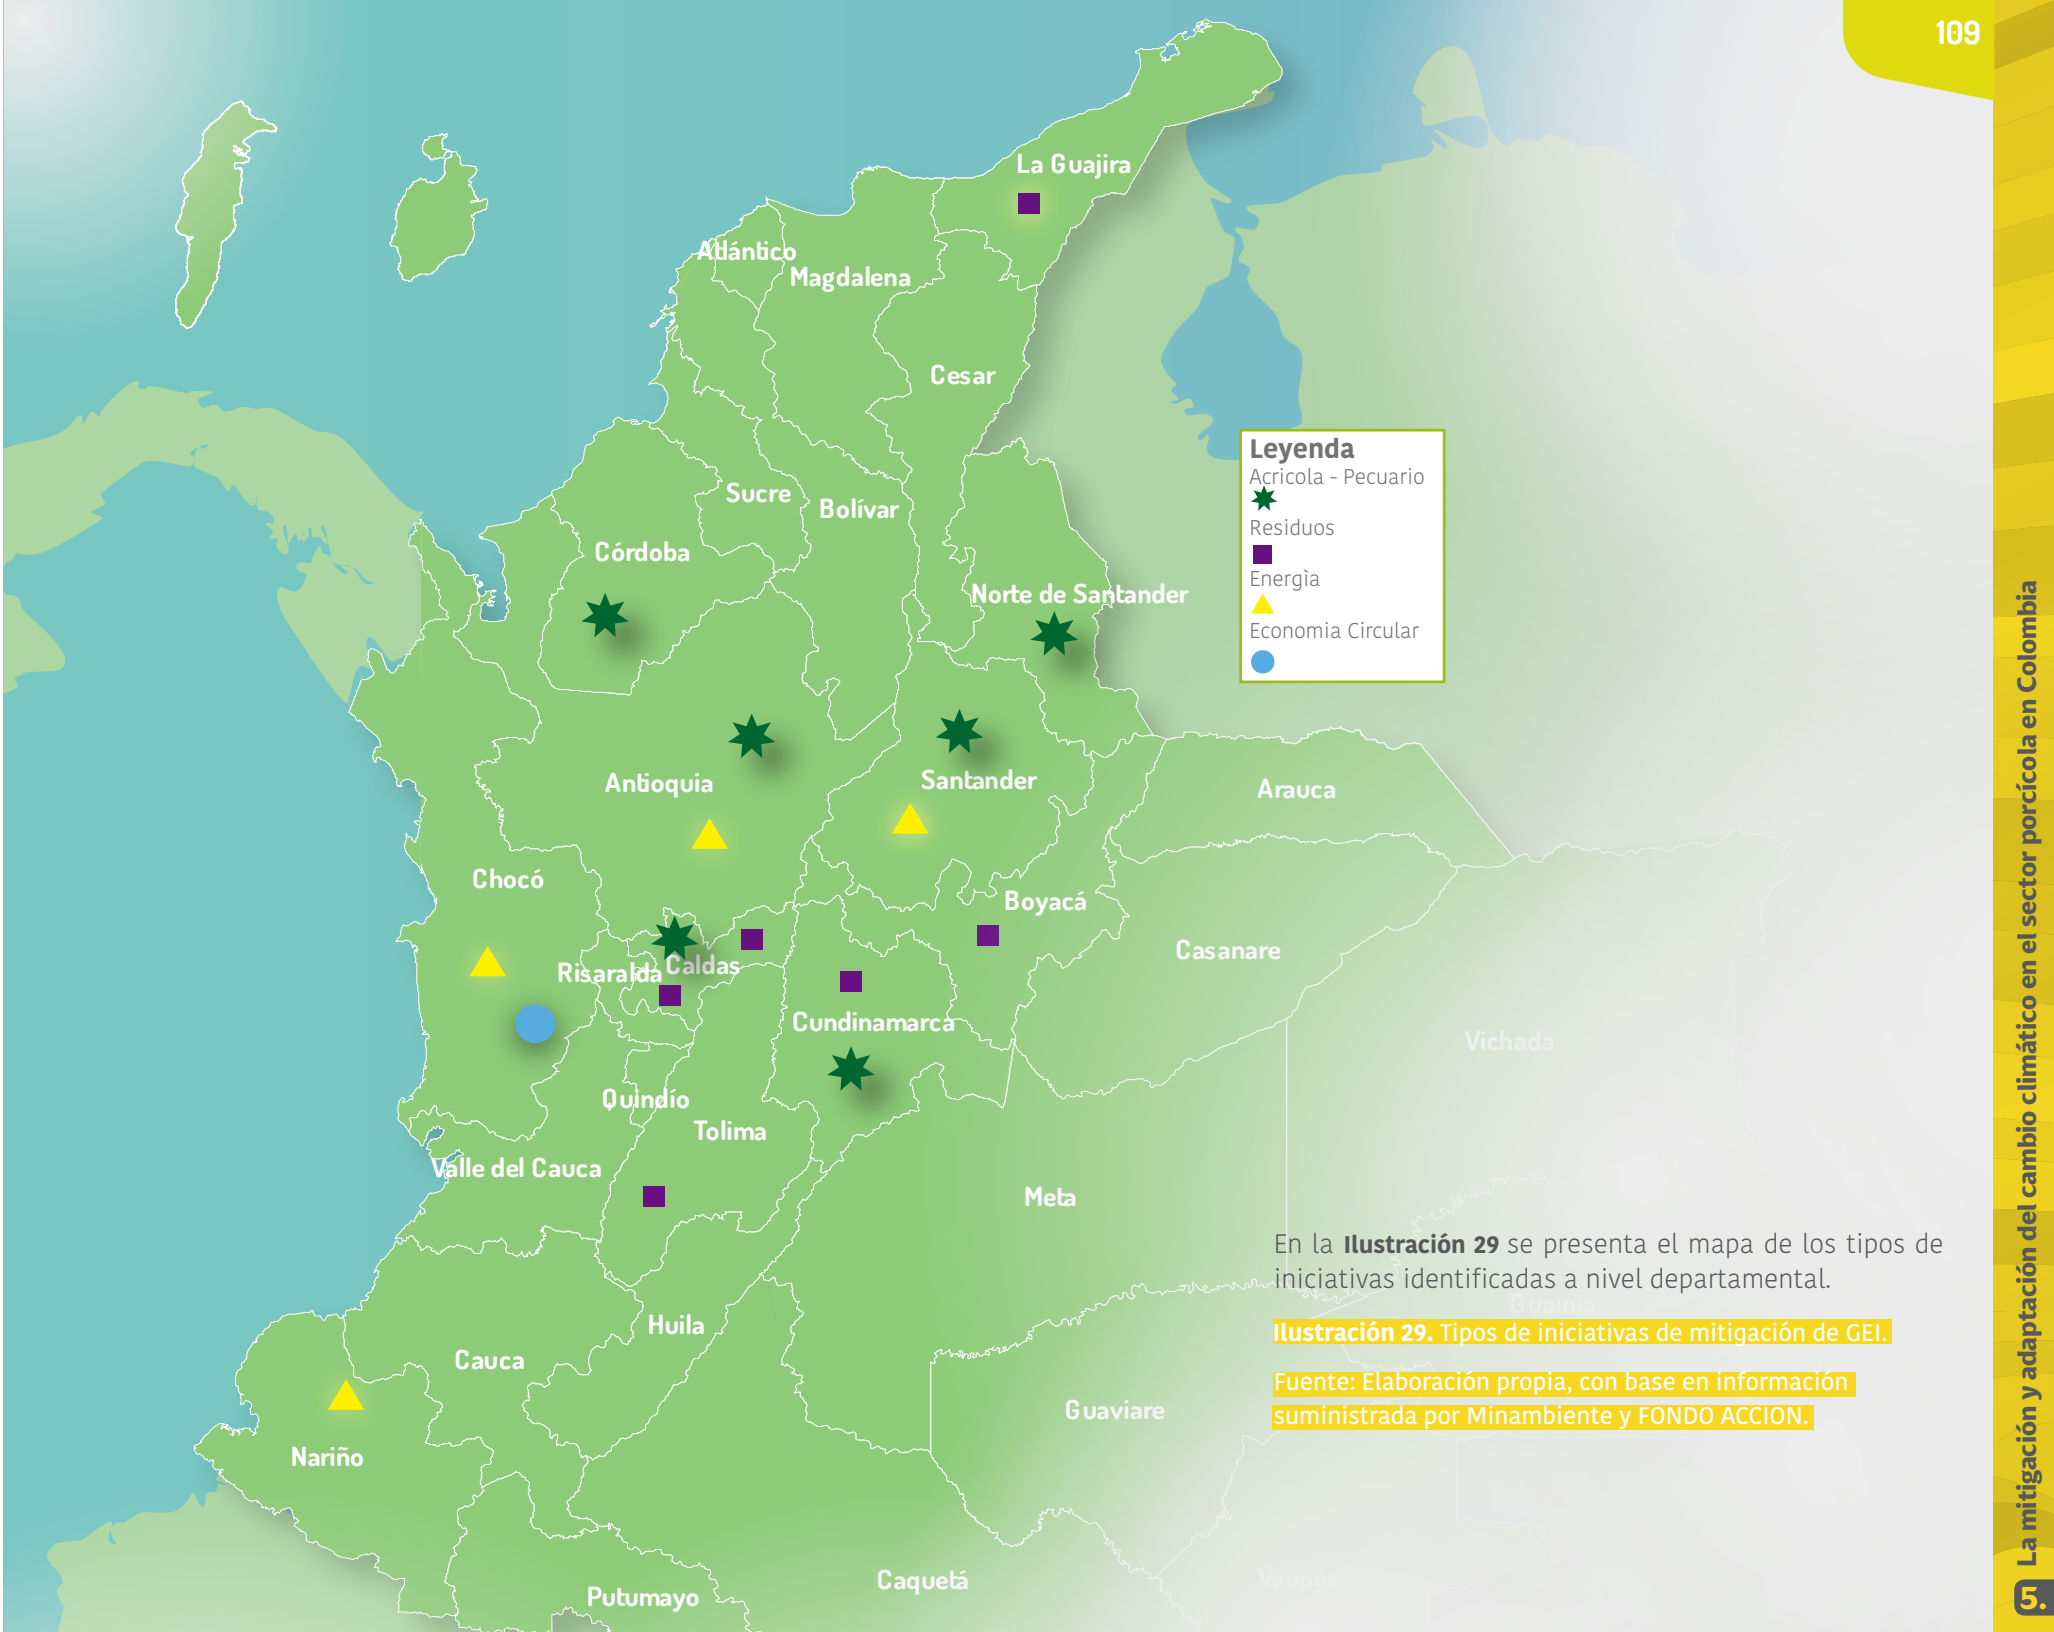 109
La Guajira
Atlántico
Magdalena
Cesar
Leyenda
Acricola - Pecuario
Residuos
Energìa
Economia Circular
Sucre
Bolívar
Córdoba
Norte de Santander
Antioquia
Santander
Arauca
Chocó
Boyacá
Casanare
Risaralda
Caldas
Cundinamarca
Vichada
Quindío
Tolima
Valle del Cauca
Meta
En la Ilustración 29 se presenta el mapa de los tipos de
iniciativas identificadas a nivel departamental.
Guainia
Ilustración 29. Tipos de iniciativas de mitigación de GEI.
Huila
Cauca
Fuente: Elaboración propia, con base en información
suministrada por Minambiente y FONDO ACCION.
Guaviare
Nariño
Caquetá
Vaupés
Putumayo
5. La mitigación y adaptación del cambio climático en el sector porcícola en Colombia